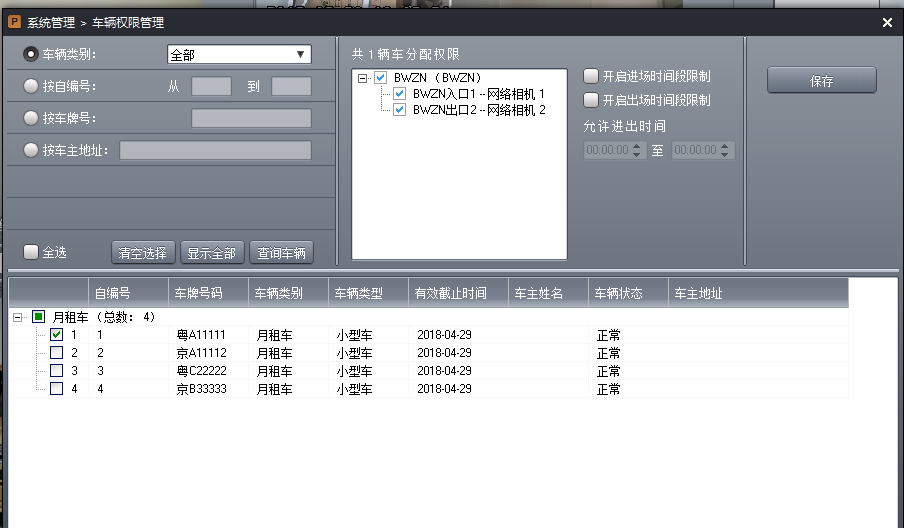 P 系统管理 > 车辆权限管理
车辆类别: 全部
按自编号: 从 到
按车牌号:
按车主地址:
全选 清空选择 显示全部 查询车辆
共 1 辆车分配权限
BWZN (BWZN)
BWZN入口1 -- 网络相机 1
BWZN出口2 -- 网络相机 2
开启进场时间段限制
开启出场时间段限制
允许进出时间
00:00:00 至 00:00:00
保存
自编号 车牌号码 车辆类别 车辆类型 有效截止时间 车主姓名 车辆状态 车主地址
月租车 (总数: 4)
1 1 粤A11111 月租车 小型车 2018-04-29 正常
2 2 京A11112 月租车 小型车 2018-04-29 正常
3 3 粤C22222 月租车 小型车 2018-04-29 正常
4 4 京B33333 月租车 小型车 2018-04-29 正常